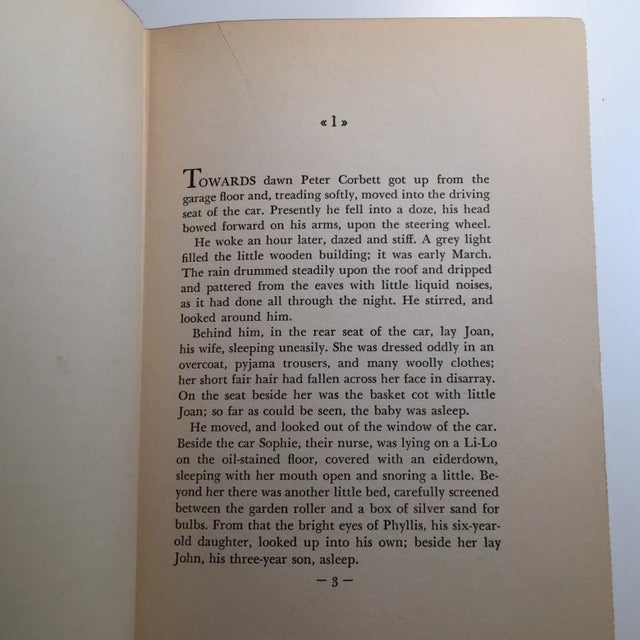 «1»
TOWARDS dawn Peter Corbett got up from the
garage floor and, treading softly, moved into the driving
seat of the car. Presently he fell into a doze, his head
bowed forward on his arms, upon the steering wheel.
He woke an hour later, dazed and stiff. A grey light
filled the little wooden building; it was early March.
The rain drummed steadily upon the roof and dripped
and pattered from the eaves with little liquid noises,
as it had done all through the night. He stirred, and
looked around him.
Behind him, in the rear seat of the car, lay Joan,
his wife, sleeping uneasily. She was dressed oddly in an
overcoat, pyjama trousers, and many woolly clothes;
her short fair hair had fallen across her face in disarray.
On the seat beside her was the basket cot with little
Joan; so far as could be seen, the baby was asleep.
He moved, and looked out of the window of the car.
Beside the car Sophie, their nurse, was lying on a Li-Lo
on the oil-stained floor, covered with an eiderdown,
sleeping with her mouth open and snoring a little. Be-
yond her there was another little bed, carefully screened
between the garden roller and a box of silver sand for
bulbs. From that the bright eyes of Phyllis, his six-year-
old daughter, looked up into his own; beside her lay
John, his three-year son, asleep.
— 3 —